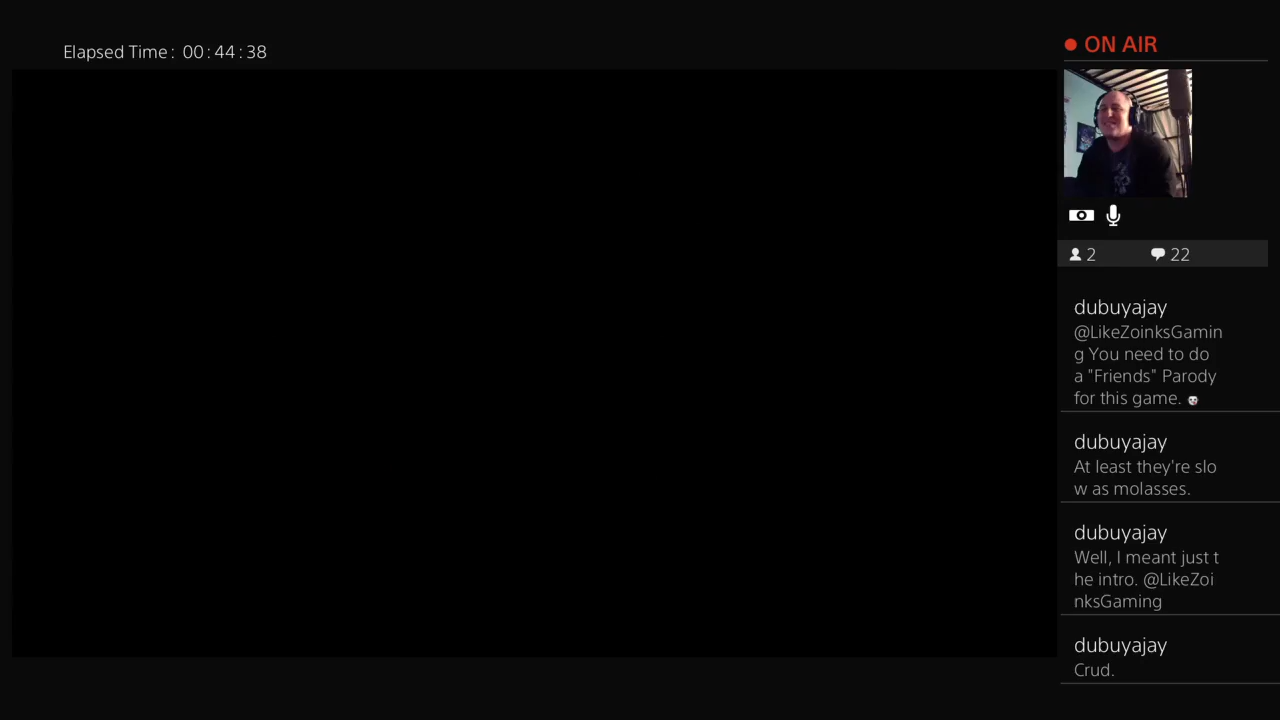 Elapsed Time: 00:44:38
ON AIR
2 22
dubuyajay
@LikeZoinksGamin
g You need to do
a "Friends" Parody
for this game.
dubuyajay
At least they're slo
w as molasses.
dubuyajay
Well, I meant just t
he intro. @LikeZoi
nksGaming
dubuyajay
Crud.